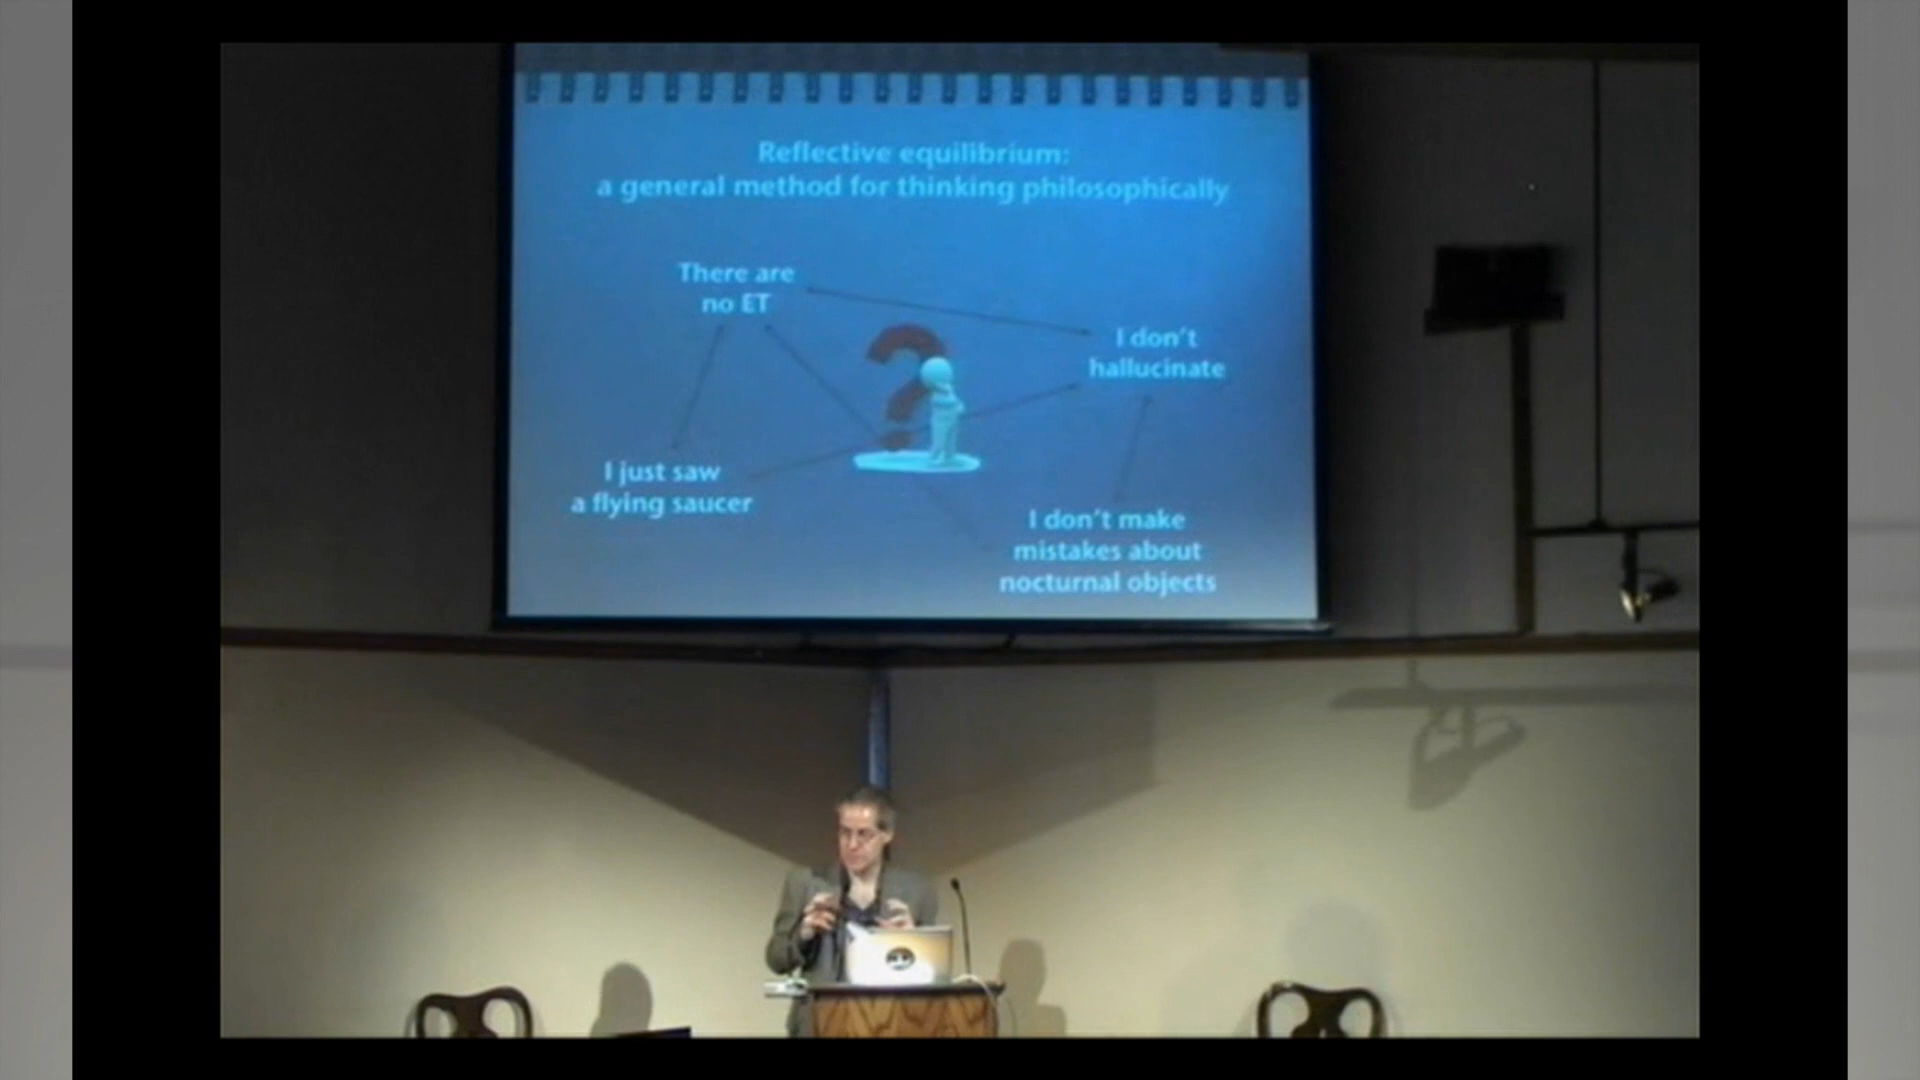 Reflective equilibrium:
a general method for thinking philosophically
There are
no ET
I don't
hallucinate
I just saw
a flying saucer
I don't make
mistakes about
nocturnal objects